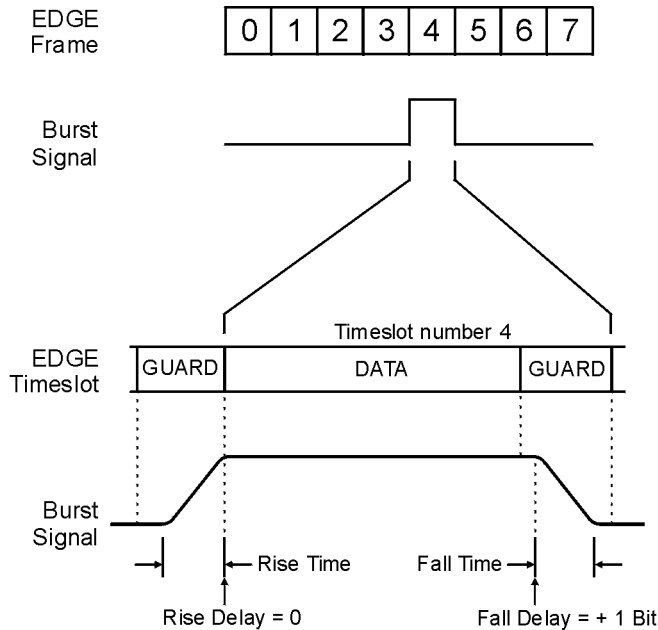 EDGE
Frame
0 1 2 3 4 5 6 7
Burst
Signal
Timeslot number 4
EDGE
Timeslot
GUARD DATA GUARD
Burst
Signal
Rise Time Fall Time
Rise Delay = 0 Fall Delay = + 1 Bit